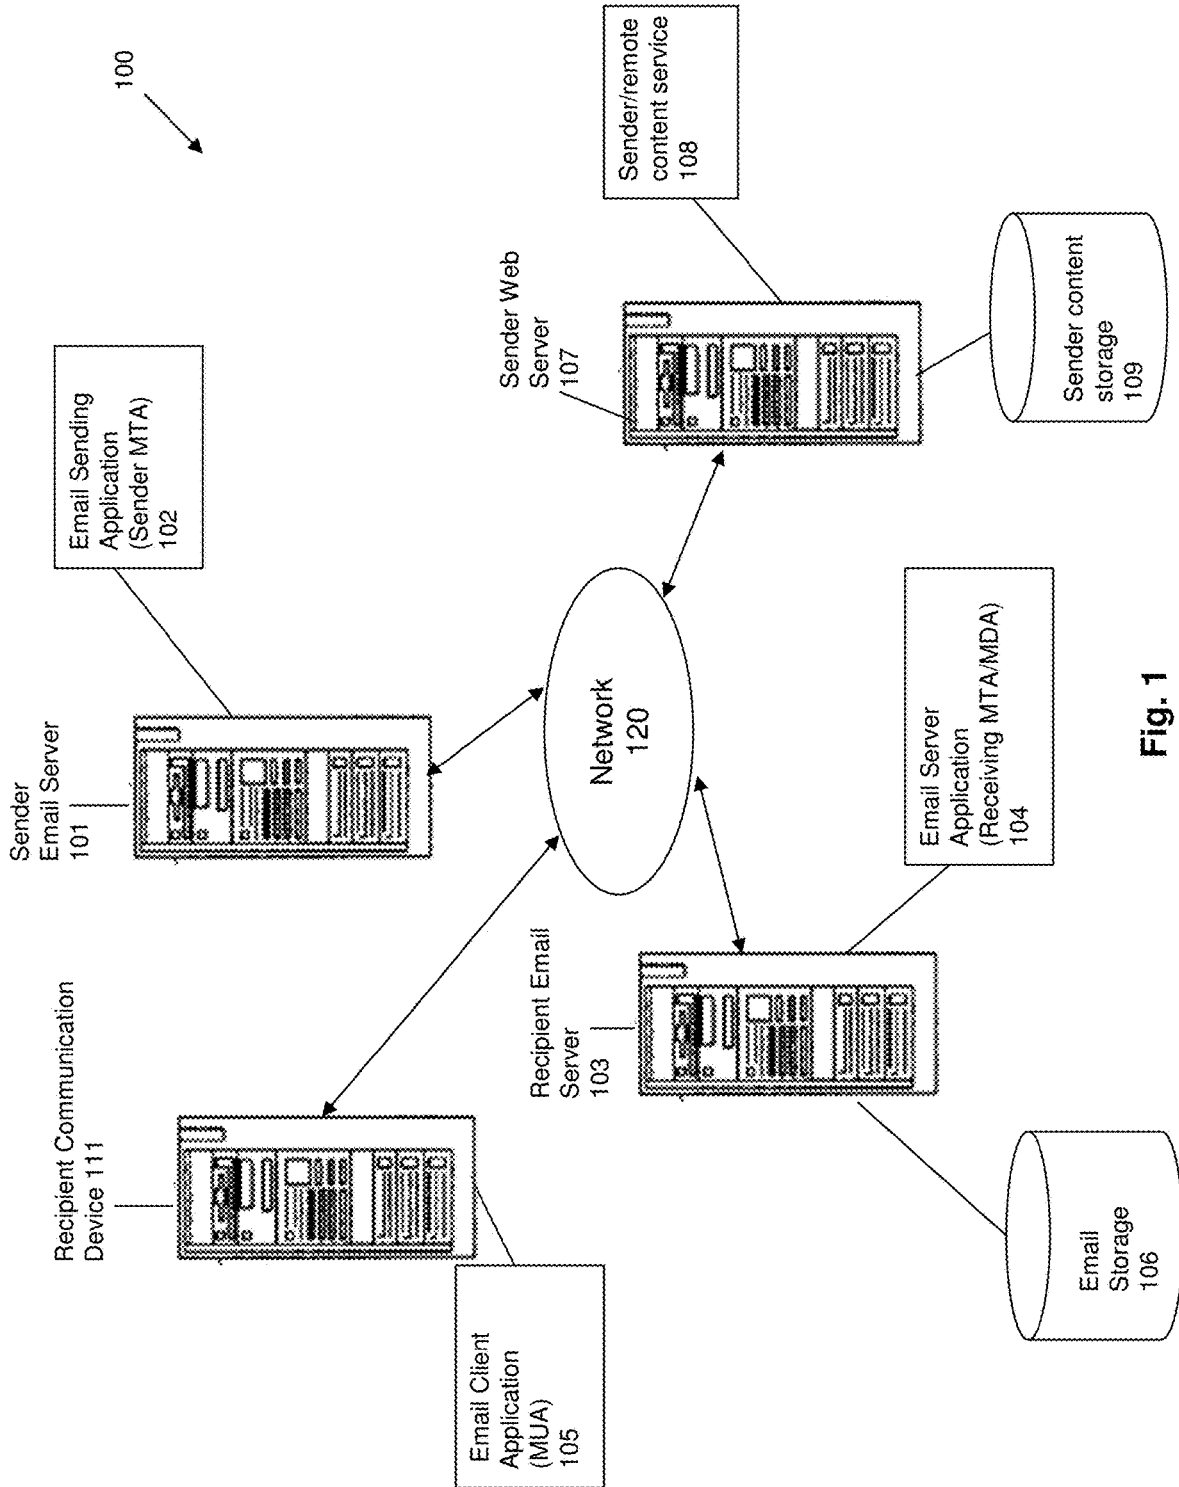 100
Recipient Communication
Device 111
Sender
Email Server
101
Email Sending
Application
(Sender MTA)
102
Email Client
Application
(MUA)
105
Recipient Email
Server
103
Network
120
Sender Web
Server
107
Sender/remote
content service
108
Email
Storage
106
Email Server
Application
(Receiving MTA/MDA)
104
Sender content
storage
109
Fig. 1